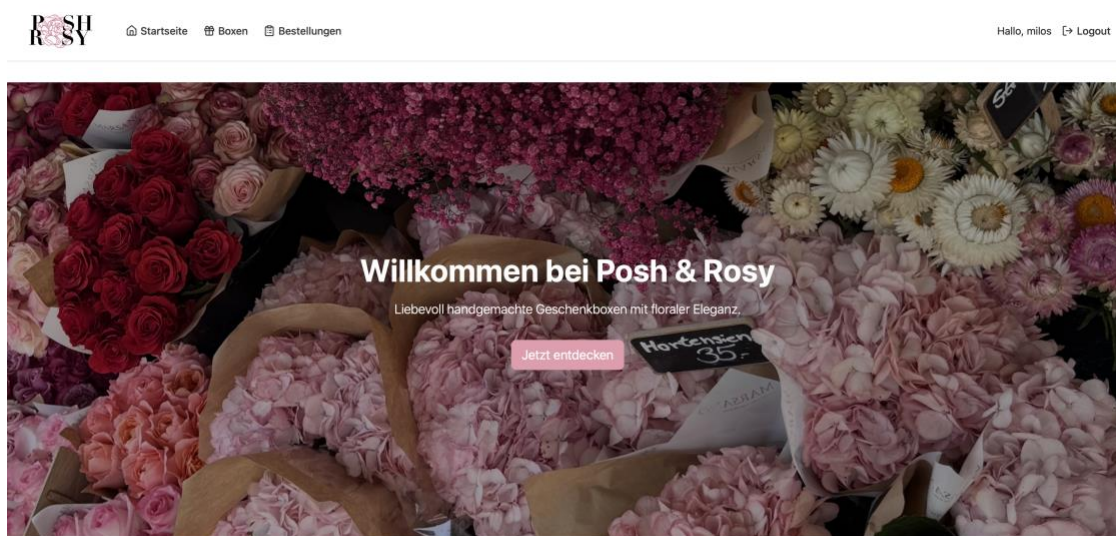 POSH
ROSY
Startseite
Boxen
Bestellungen
Hallo, milos
Logout
Willkommen bei Posh & Rosy
Liebevoll handgemachte Geschenkboxen mit floraler Eleganz.
Jetzt entdecken
Hortensien
35.-